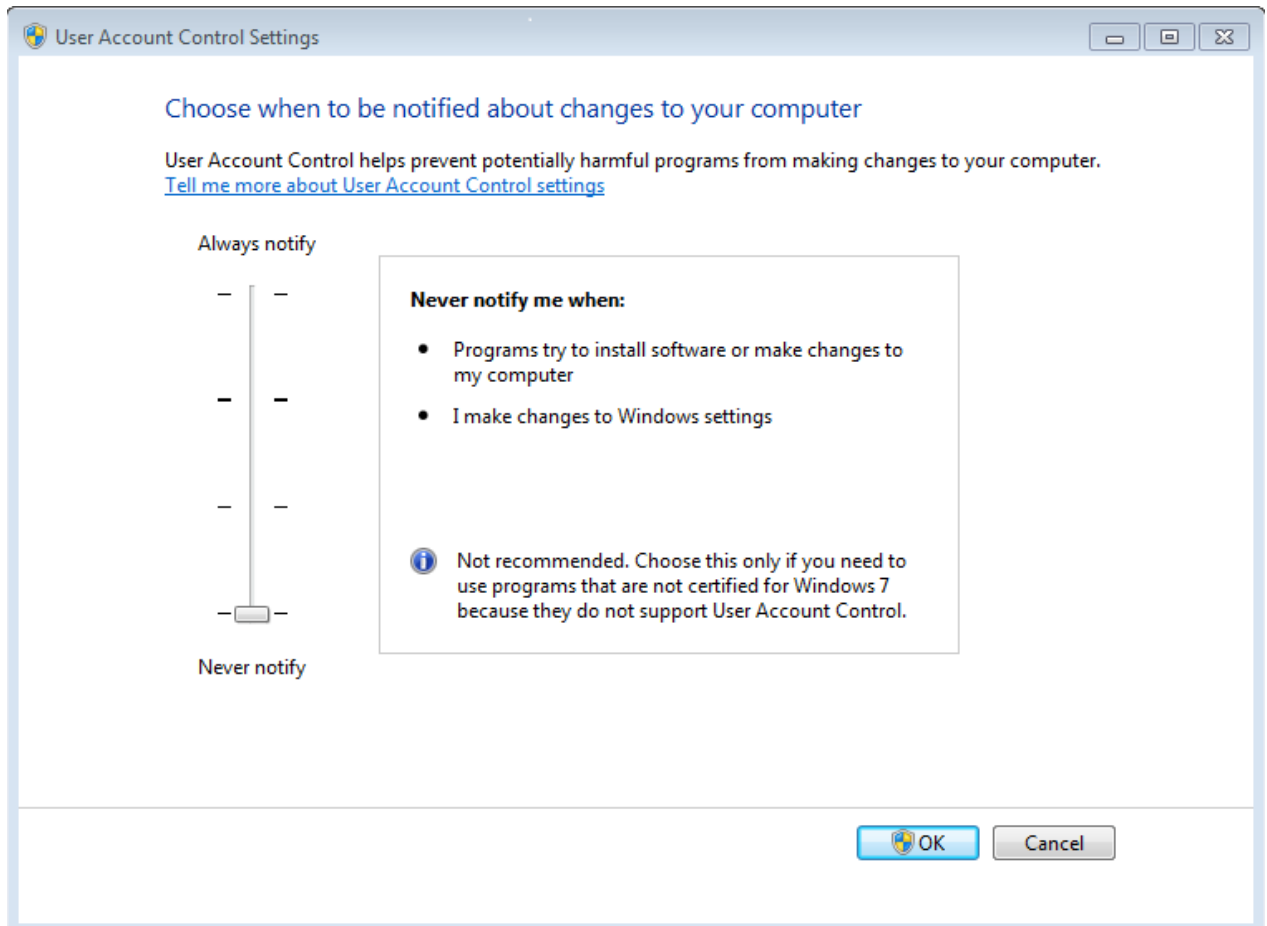 User Account Control Settings
Choose when to be notified about changes to your computer
User Account Control helps prevent potentially harmful programs from making changes to your computer.
Tell me more about User Account Control settings
Always notify
Never notify me when:
• Programs try to install software or make changes to
my computer
• I make changes to Windows settings
Not recommended. Choose this only if you need to
use programs that are not certified for Windows 7
because they do not support User Account Control.
Never notify
OK
Cancel